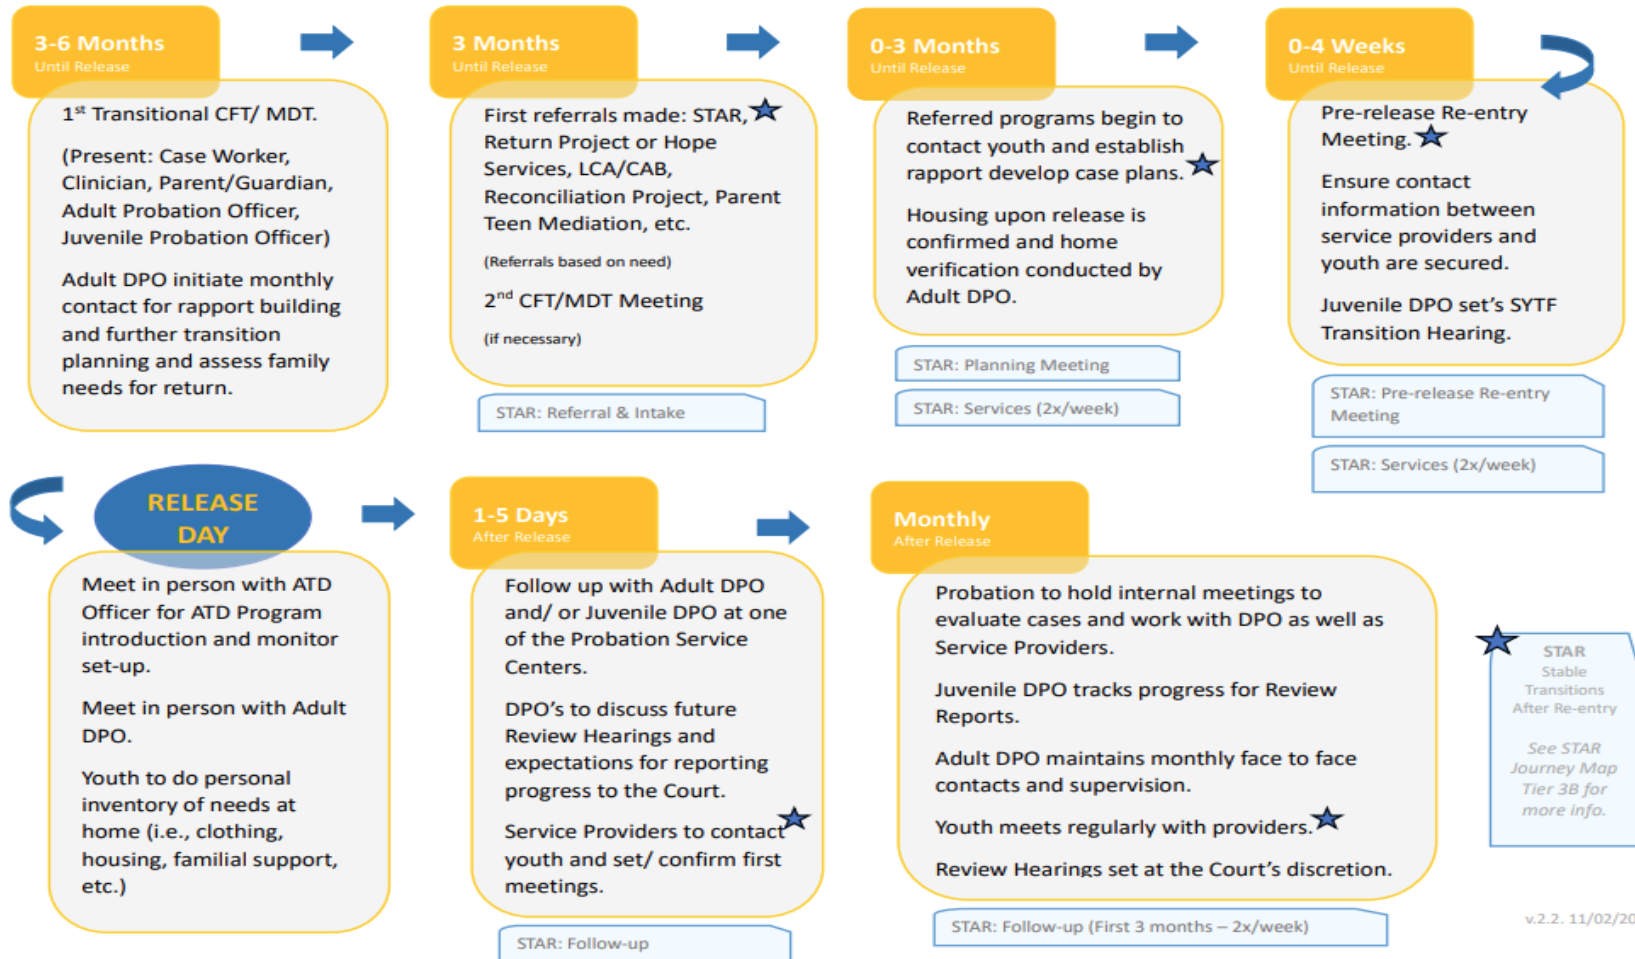 3-6 Months
Until Release
1st Transitional CFT/ MDT.
(Present: Case Worker,
Clinician, Parent/Guardian,
Adult Probation Officer,
Juvenile Probation Officer)
Adult DPO initiate monthly
contact for rapport building
and further transition
planning and assess family
needs for return.
3 Months
Until Release
First referrals made: STAR,
Return Project or Hope
Services, LCA/CAB,
Reconciliation Project, Parent
Teen Mediation, etc.
(Referrals based on need)
2nd CFT/MDT Meeting
(if necessary)
STAR: Referral & Intake
0-3 Months
Until Release
Referred programs begin to
contact youth and establish
rapport develop case plans.
Housing upon release is
confirmed and home
verification conducted by
Adult DPO.
STAR: Planning Meeting
STAR: Services (2x/week)
0-4 Weeks
Until Release
Pre-release Re-entry
Meeting.
Ensure contact
information between
service providers and
youth are secured.
Juvenile DPO set's SYTF
Transition Hearing.
STAR: Pre-release Re-entry
Meeting
STAR: Services (2x/week)
RELEASE
DAY
Meet in person with ATD
Officer for ATD Program
introduction and monitor
set-up.
Meet in person with Adult
DPO.
Youth to do personal
inventory of needs at
home (i.e., clothing,
housing, familial support,
etc.)
1-5 Days
After Release
Follow up with Adult DPO
and/ or Juvenile DPO at one
of the Probation Service
Centers.
DPO's to discuss future
Review Hearings and
expectations for reporting
progress to the Court.
Service Providers to contact
youth and set/ confirm first
meetings.
STAR: Follow-up
Monthly
After Release
Probation to hold internal meetings to
evaluate cases and work with DPO as well as
Service Providers.
Juvenile DPO tracks progress for Review
Reports.
Adult DPO maintains monthly face to face
contacts and supervision.
Youth meets regularly with providers.
Review Hearings set at the Court's discretion.
STAR: Follow-up (First 3 months – 2x/week)
STAR
Stable
Transitions
After Re-entry
See STAR
Journey Map
Tier 3B for
more info.
v.2.2. 11/02/20